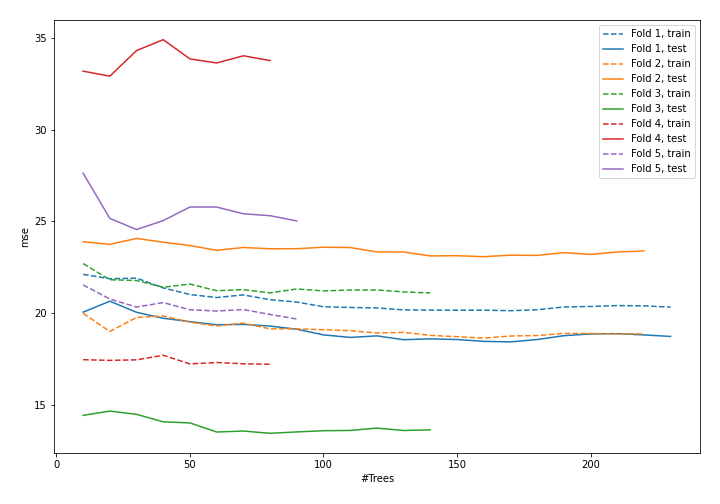 35
30
25
20
15
mse
0
50
100
150
200
#Trees
Fold 1, train
Fold 1, test
Fold 2, train
Fold 2, test
Fold 3, train
Fold 3, test
Fold 4, train
Fold 4, test
Fold 5, train
Fold 5, test